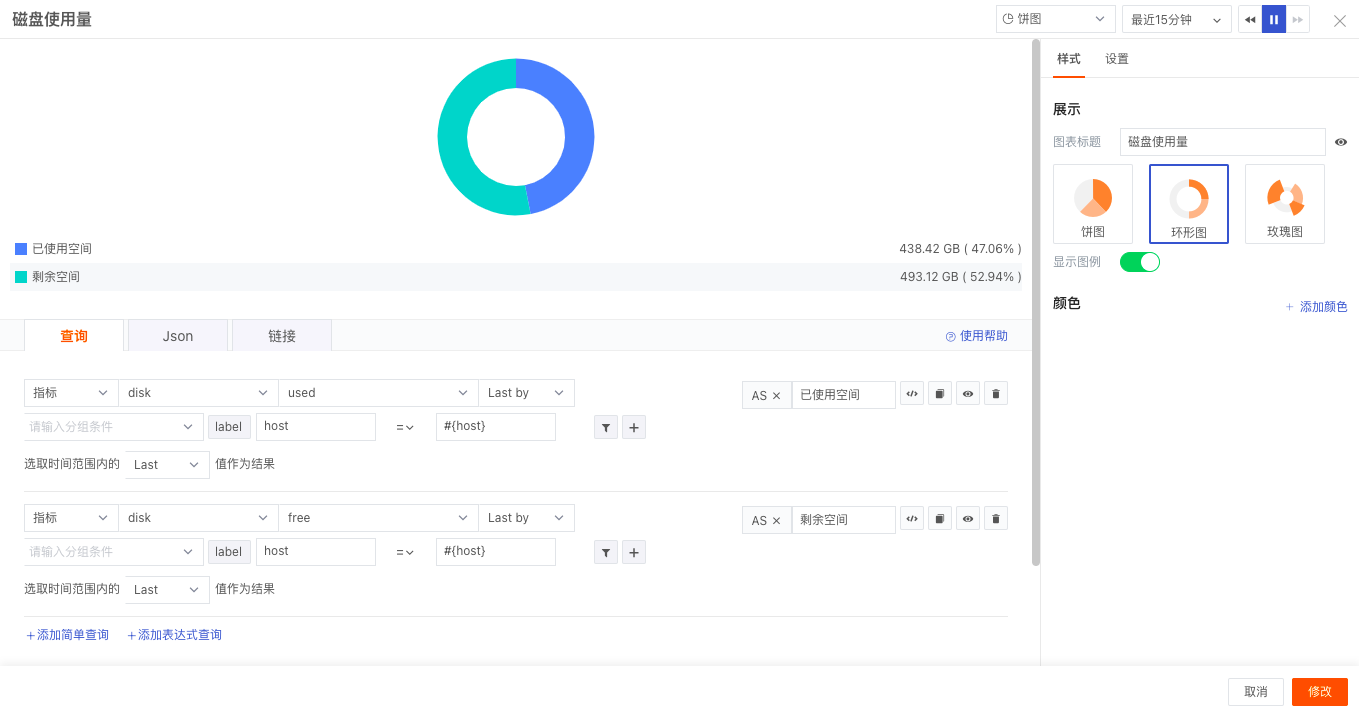 磁盘使用量 饼图 最近15分钟
样式 设置
展示
图表标题 磁盘使用量
饼图 环形图 玫瑰图
显示图例
颜色 + 添加颜色
已使用空间 438.42 GB ( 47.06% )
剩余空间 493.12 GB ( 52.94% )
查询 Json 链接 使用帮助
指标 disk used Last by AS × 已使用空间
请输入分组条件 label host = #{host}
选取时间范围内的 Last 值作为结果
指标 disk free Last by AS × 剩余空间
请输入分组条件 label host = #{host}
选取时间范围内的 Last 值作为结果
+添加简单查询 +添加表达式查询
取消 修改